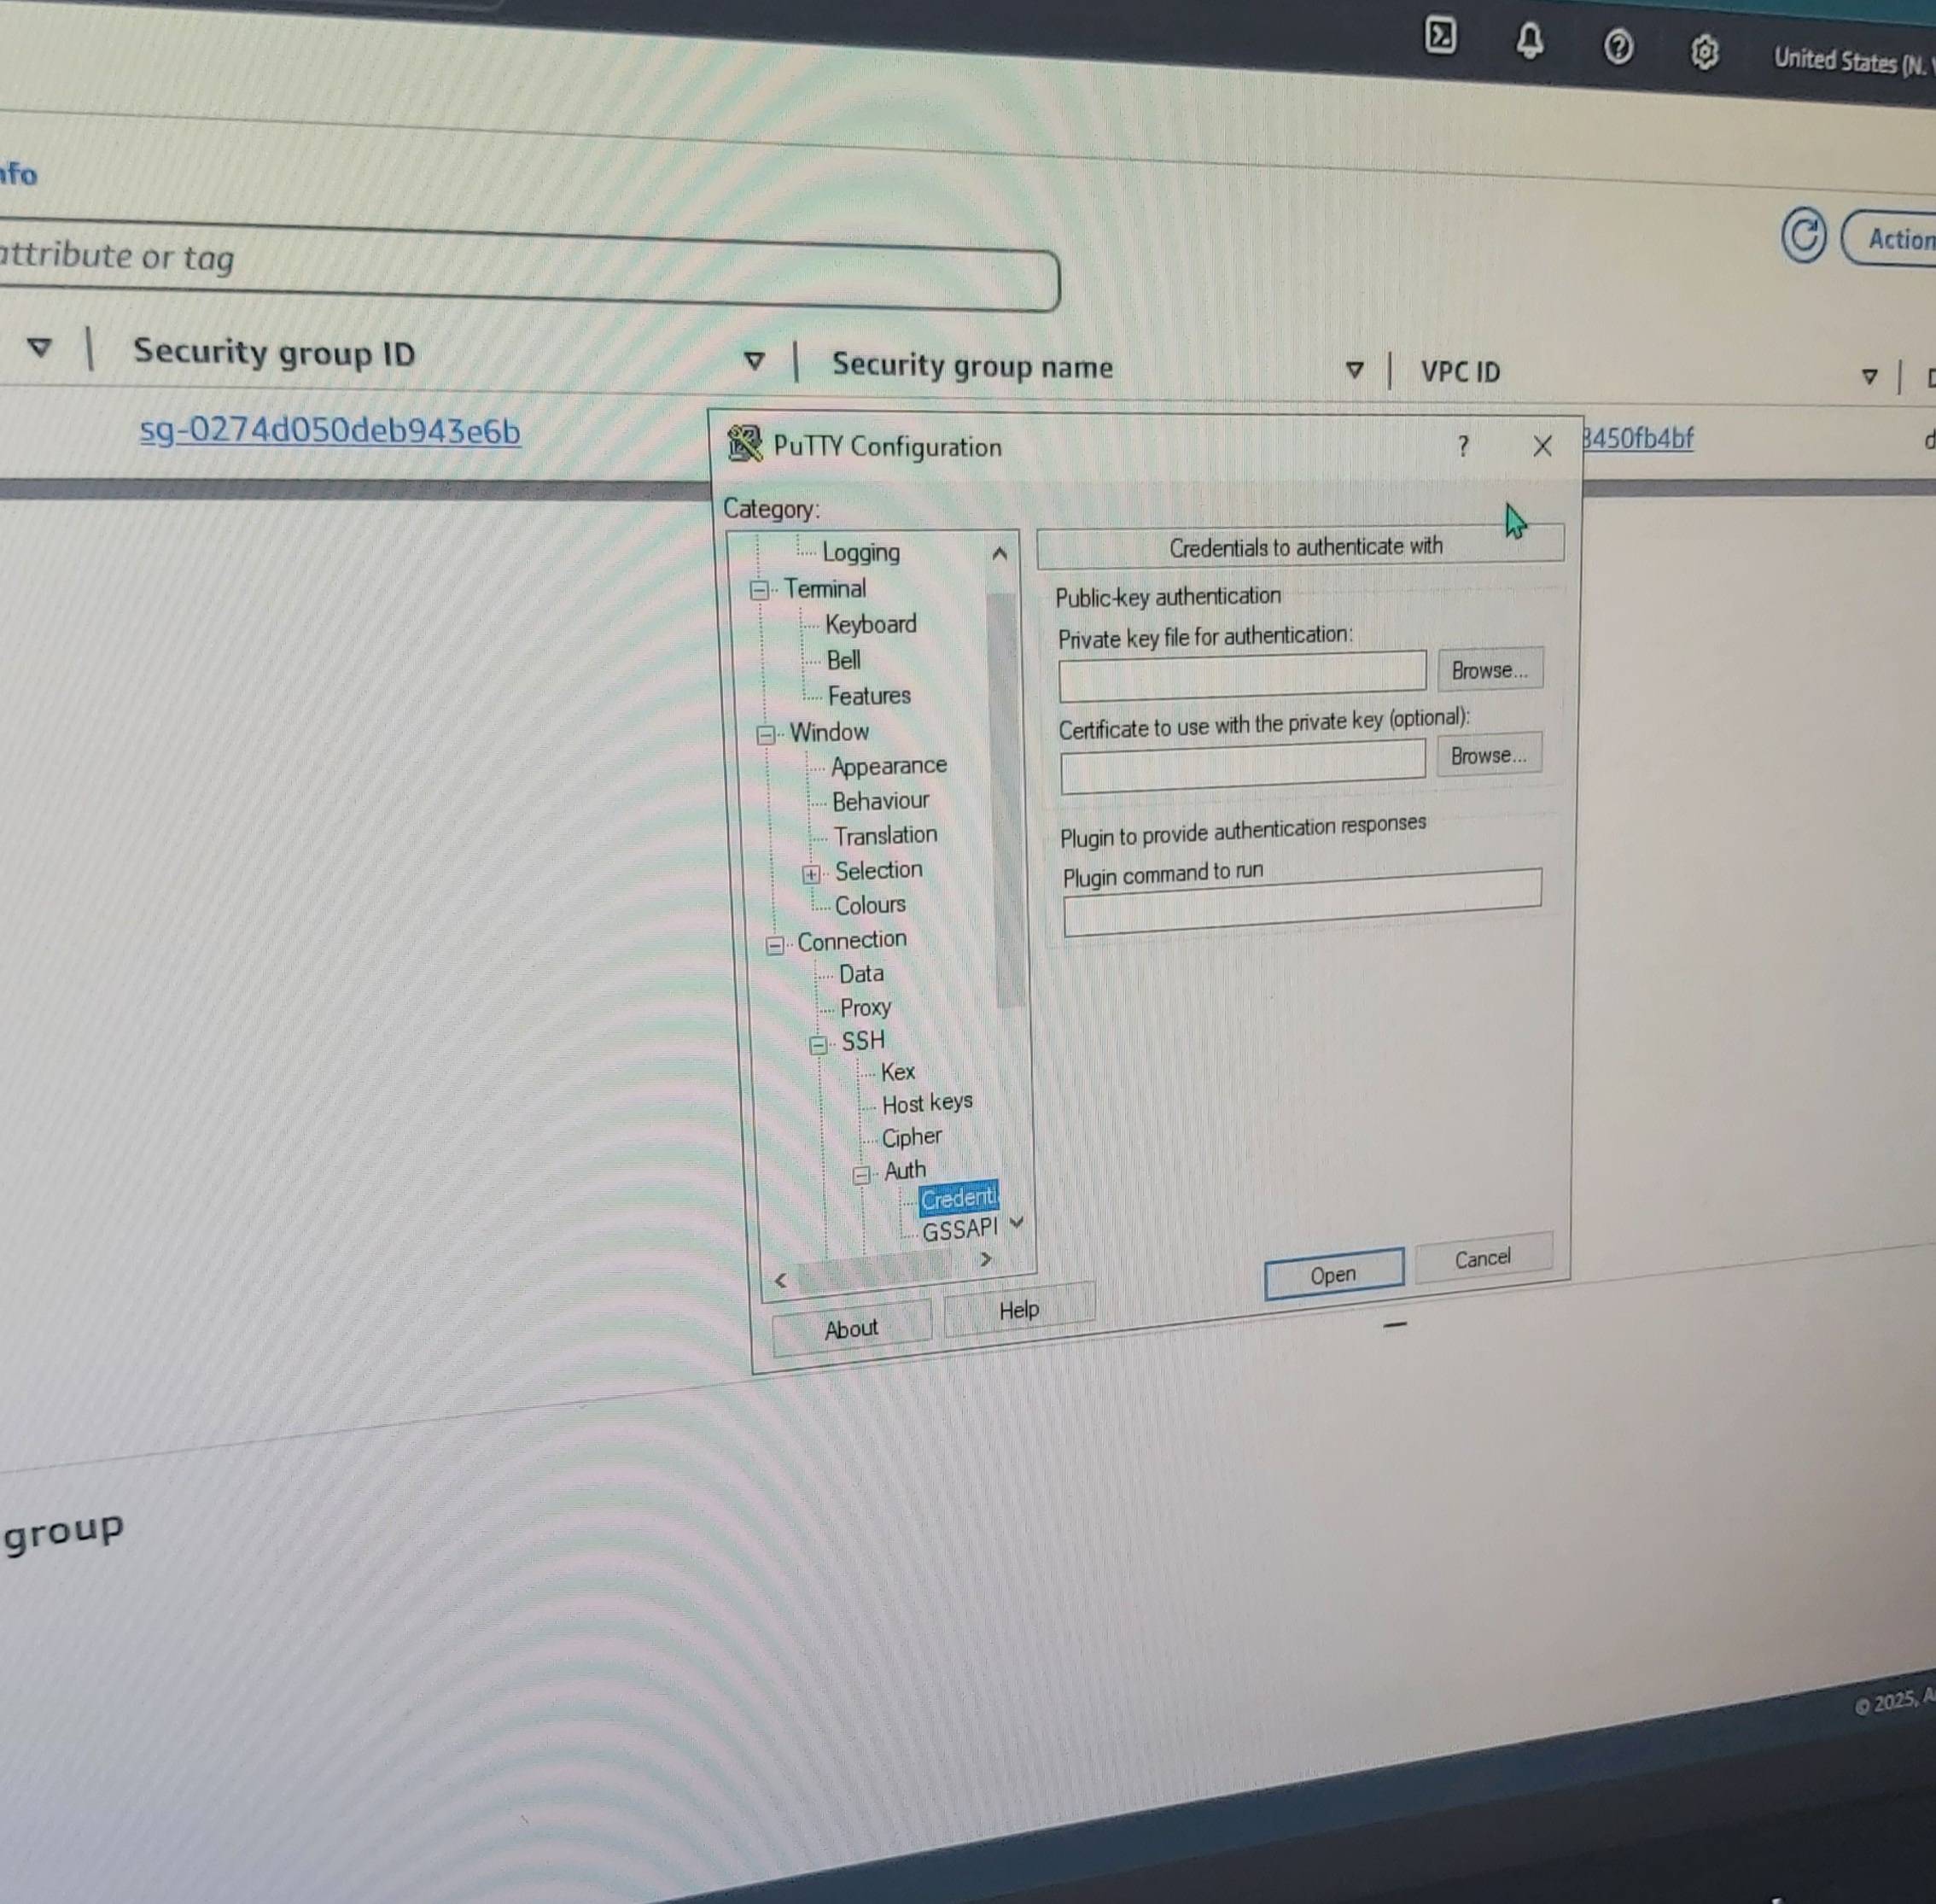 United States (N.
nfo
attribute or tag
Action
Security group ID
Security group name
VPC ID
sg-0274d050deb943e6b
3450fb4bf
PuTTY Configuration
?
Category:
Logging
Terminal
Keyboard
Bell
Features
Window
Appearance
Behaviour
Translation
Selection
Colours
Connection
Data
Proxy
SSH
Kex
Host keys
Cipher
Auth
Credenti
GSSAPI
Credentials to authenticate with
Public-key authentication
Private key file for authentication:
Browse...
Certificate to use with the private key (optional):
Browse...
Plugin to provide authentication responses
Plugin command to run
About
Help
Open
Cancel
group
© 2025, A